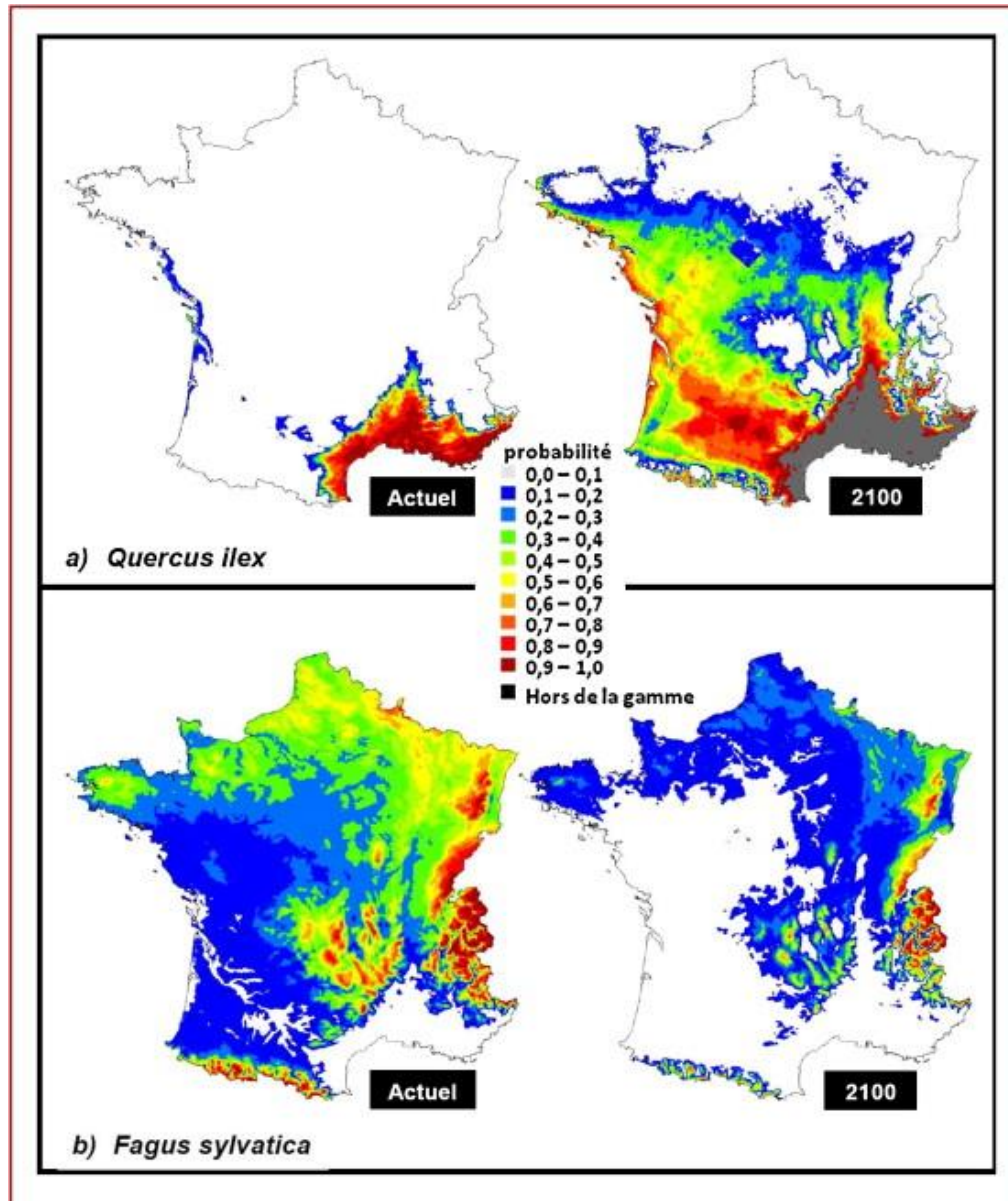 Actuel
2100
a) Quercus ilex
probabilité
0,0 – 0,1
0,1 – 0,2
0,2 – 0,3
0,3 – 0,4
0,4 – 0,5
0,5 – 0,6
0,6 – 0,7
0,7 – 0,8
0,8 – 0,9
0,9 – 1,0
Hors de la gamme
Actuel
2100
b) Fagus sylvatica